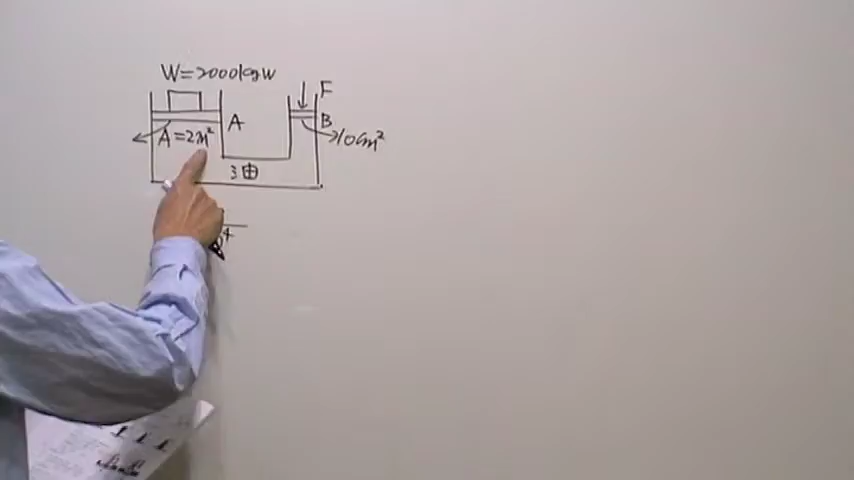 W=2000kgw
F
A
B
A=2M²
10cm²
油